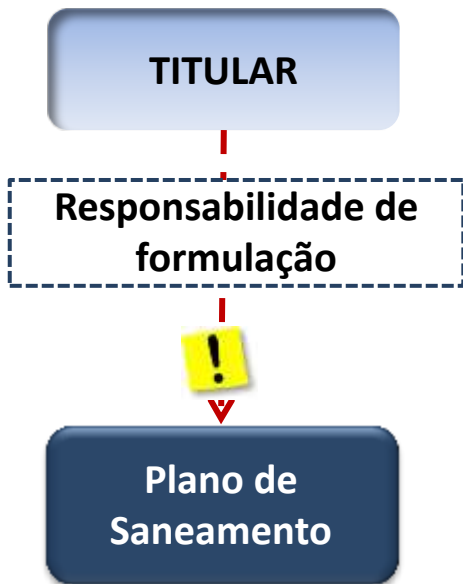 TITULAR
Responsabilidade de
formulação
!
Plano de
Saneamento